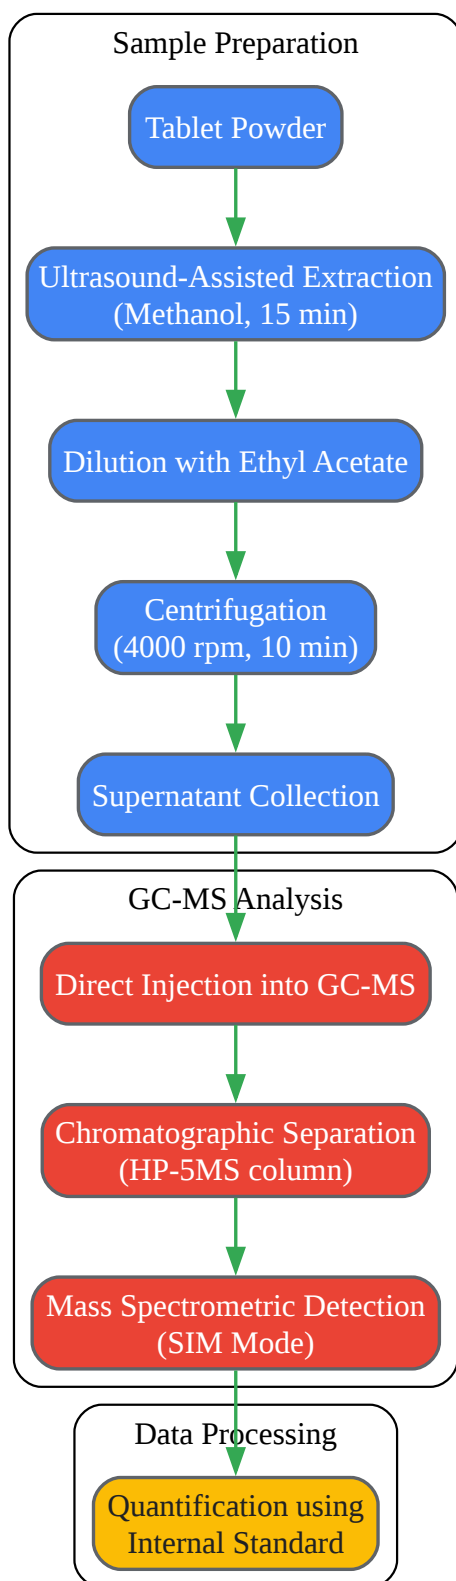 Sample Preparation
Tablet Powder
Ultrasound-Assisted Extraction
(Methanol, 15 min)
Dilution with Ethyl Acetate
Centrifugation
(4000 rpm, 10 min)
Supernatant Collection
GC-MS Analysis
Direct Injection into GC-MS
Chromatographic Separation
(HP-5MS column)
Mass Spectrometric Detection
(SIM Mode)
Data Processing
Quantification using
Internal Standard